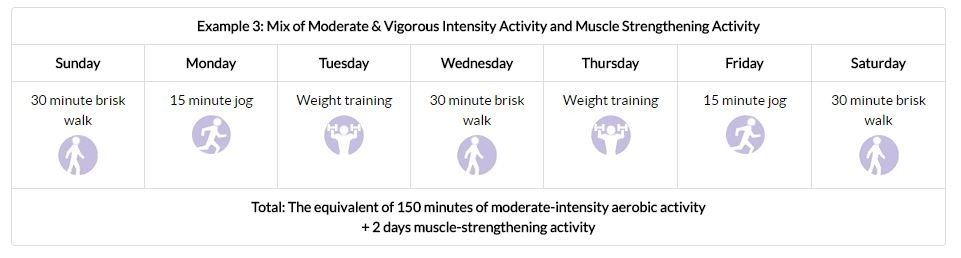 Example 3: Mix of Moderate & Vigorous Intensity Activity and Muscle Strengthening Activity
Sunday Monday Tuesday Wednesday Thursday Friday Saturday
30 minute brisk walk
15 minute jog
Weight training
30 minute brisk walk
Weight training
15 minute jog
30 minute brisk walk
Total: The equivalent of 150 minutes of moderate-intensity aerobic activity
+ 2 days muscle-strengthening activity